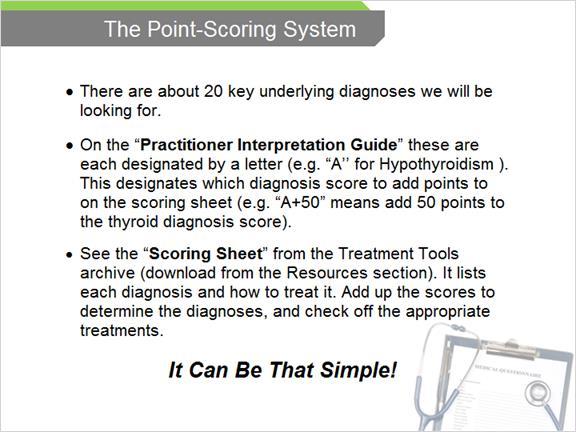 The Point-Scoring System
• There are about 20 key underlying diagnoses we will be
looking for.
• On the “Practitioner Interpretation Guide” these are
each designated by a letter (e.g. “A’’ for Hypothyroidism ).
This designates which diagnosis score to add points to
on the scoring sheet (e.g. “A+50” means add 50 points to
the thyroid diagnosis score).
• See the “Scoring Sheet” from the Treatment Tools
archive (download from the Resources section). It lists
each diagnosis and how to treat it. Add up the scores to
determine the diagnoses, and check off the appropriate
treatments.
It Can Be That Simple!
MEDICAL QUESTIONNAIRE